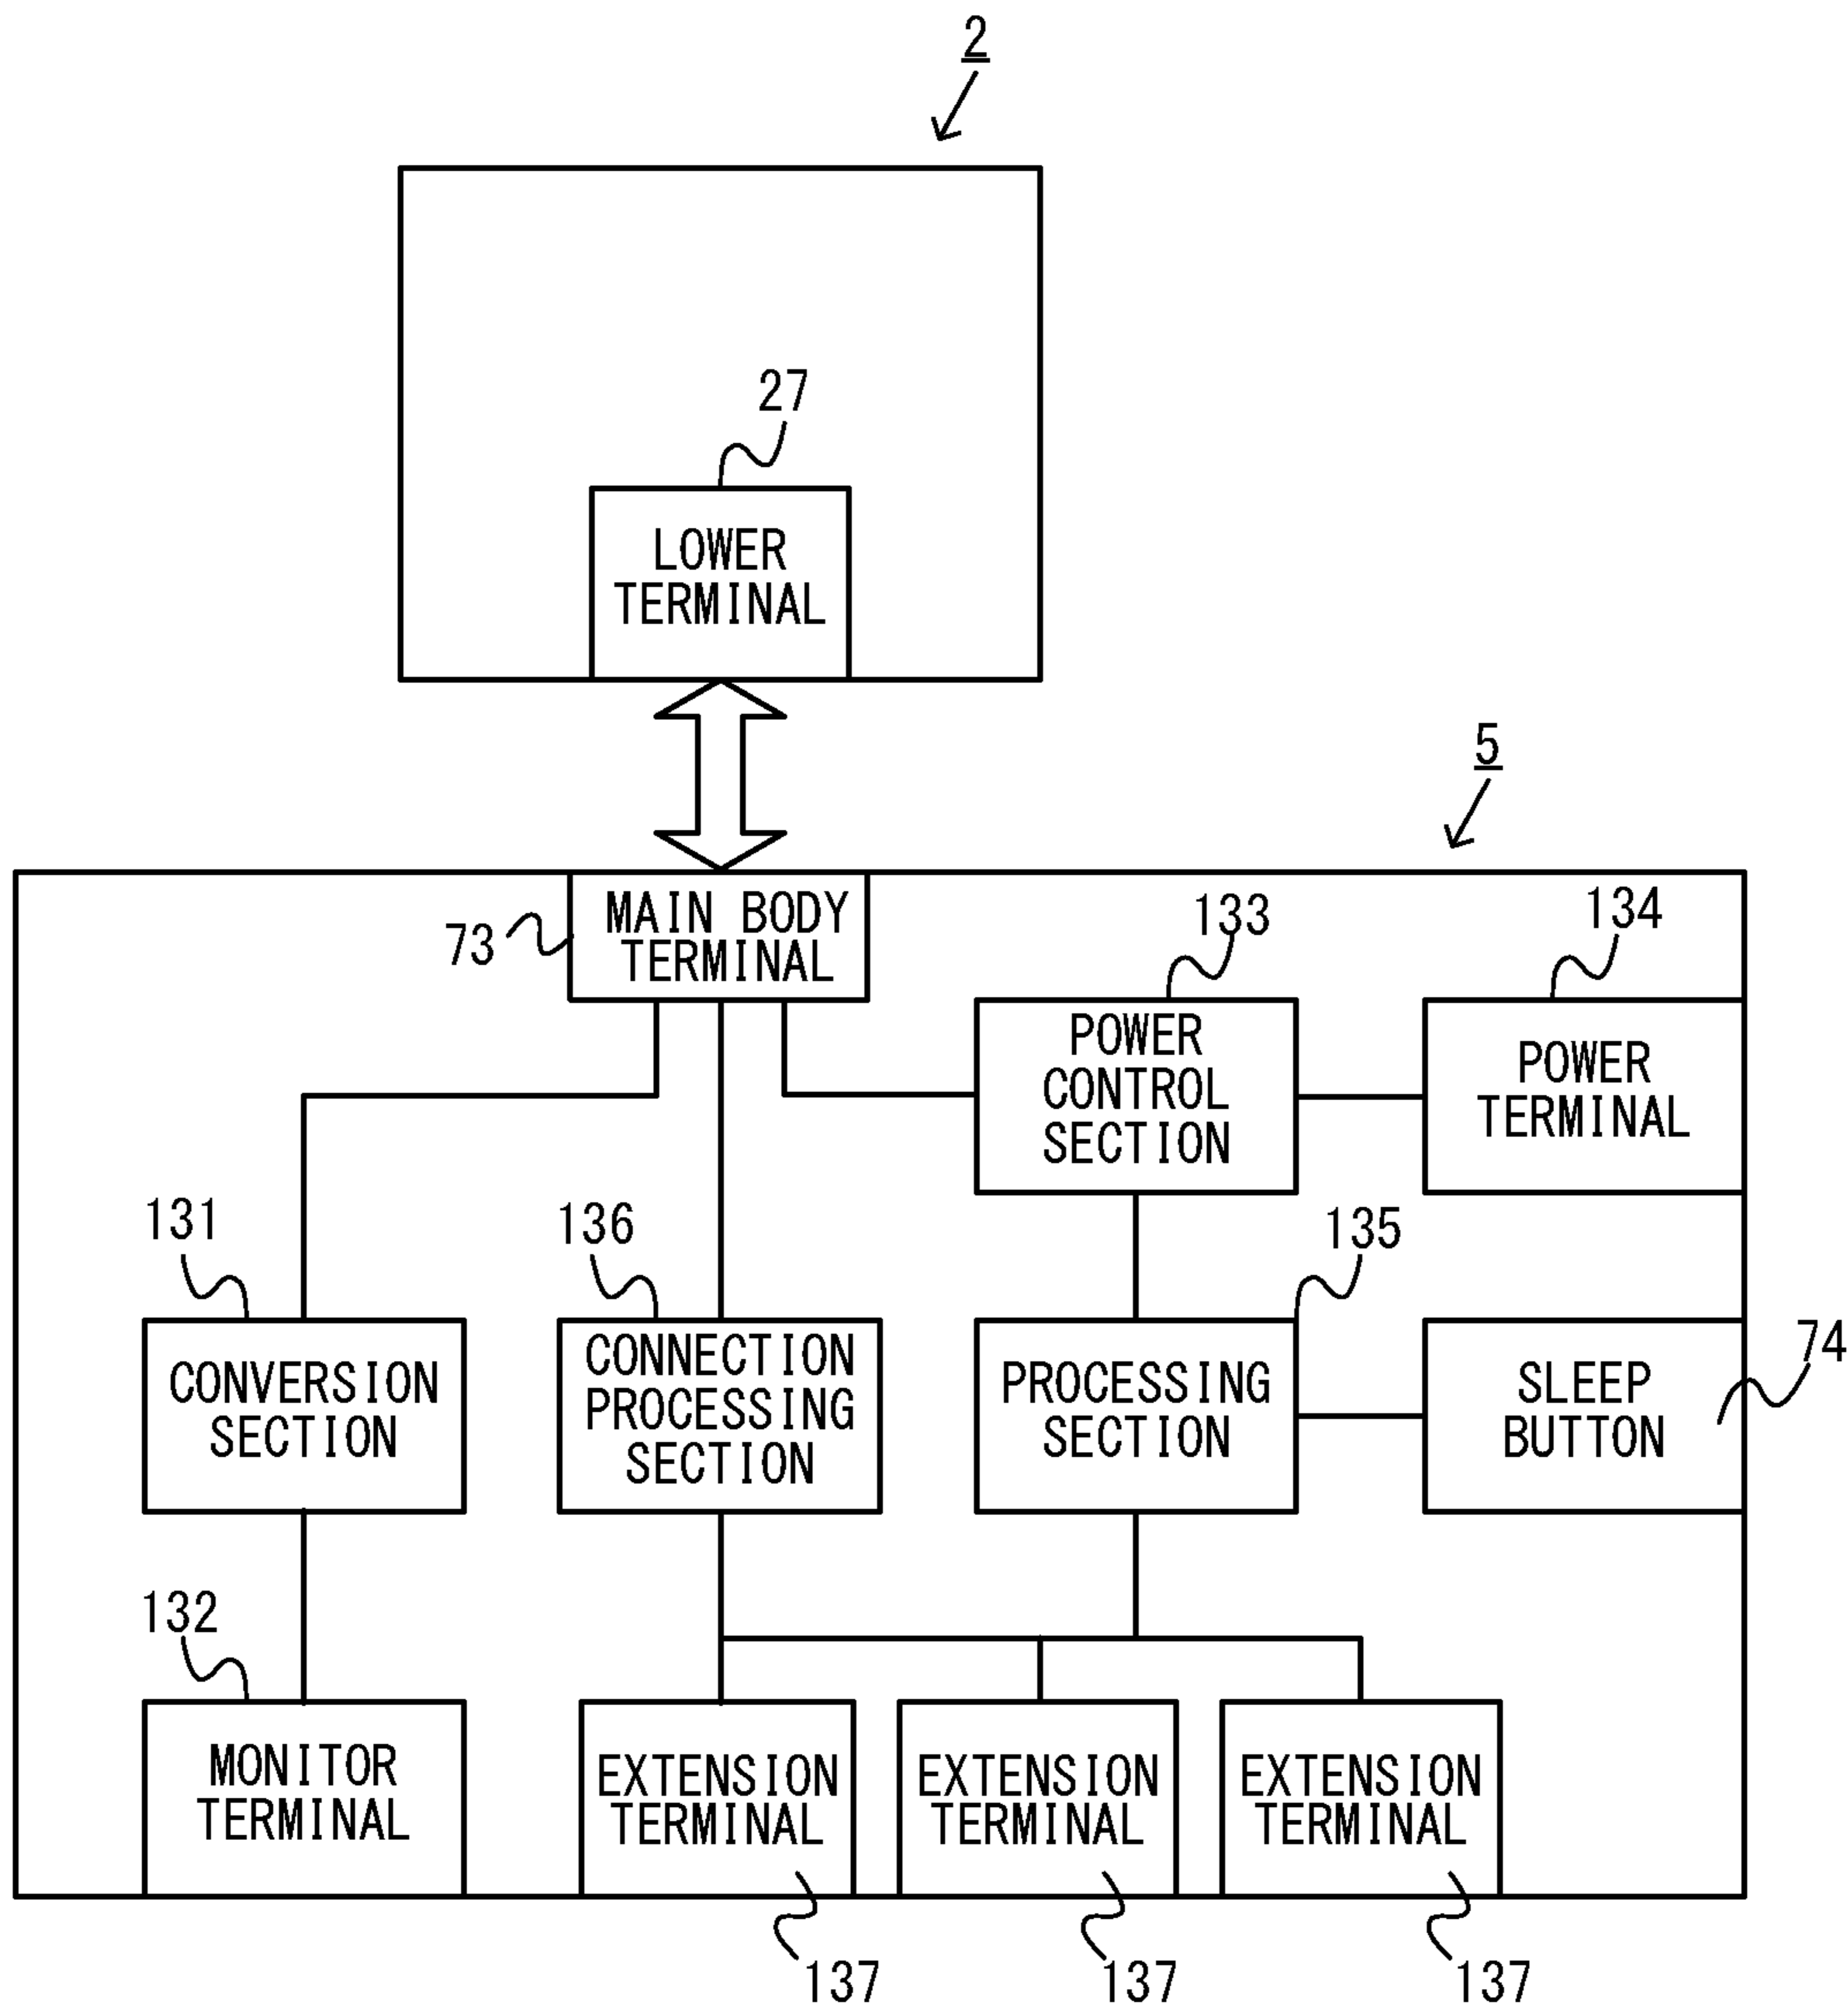 2
27
LOWER
TERMINAL
5
73
MAIN BODY
TERMINAL
133
134
POWER
CONTROL
SECTION
POWER
TERMINAL
131
136
135
CONVERSION
SECTION
CONNECTION
PROCESSING
SECTION
PROCESSING
SECTION
SLEEP
BUTTON
74
132
MONITOR
TERMINAL
EXTENSION
TERMINAL
EXTENSION
TERMINAL
EXTENSION
TERMINAL
137
137
137